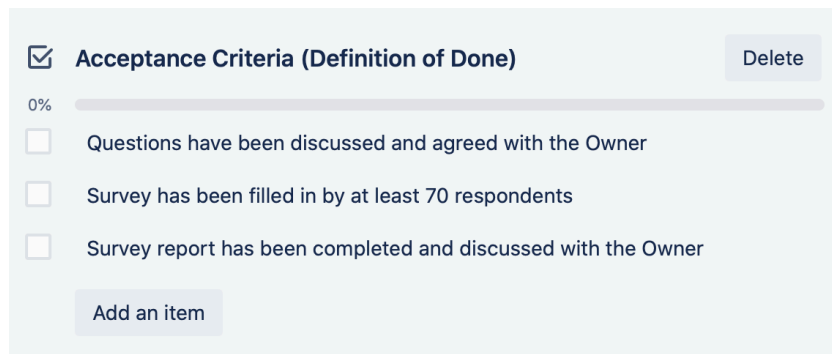 Acceptance Criteria (Definition of Done)
Delete
0%
Questions have been discussed and agreed with the Owner
Survey has been filled in by at least 70 respondents
Survey report has been completed and discussed with the Owner
Add an item